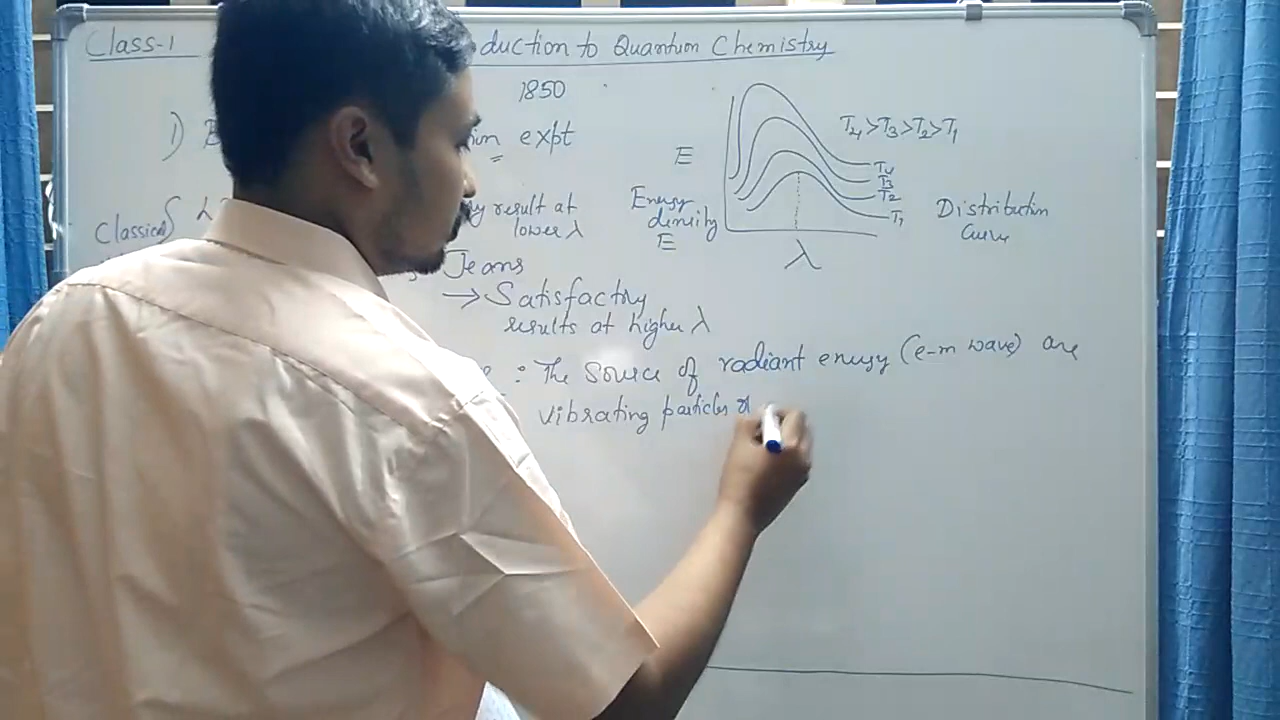 Class-1 duction to Quantum Chemistry
1850
1) ion expt
T4>T3>T2>T1
E
T4
T3
T2
T1
Energy
density
E
Distribution
Curve
λ
Classical
result at
lower λ
Jeans
→ Satisfactory
results at higher λ
: The source of radiant energy (e-m wave) are
vibrating particles